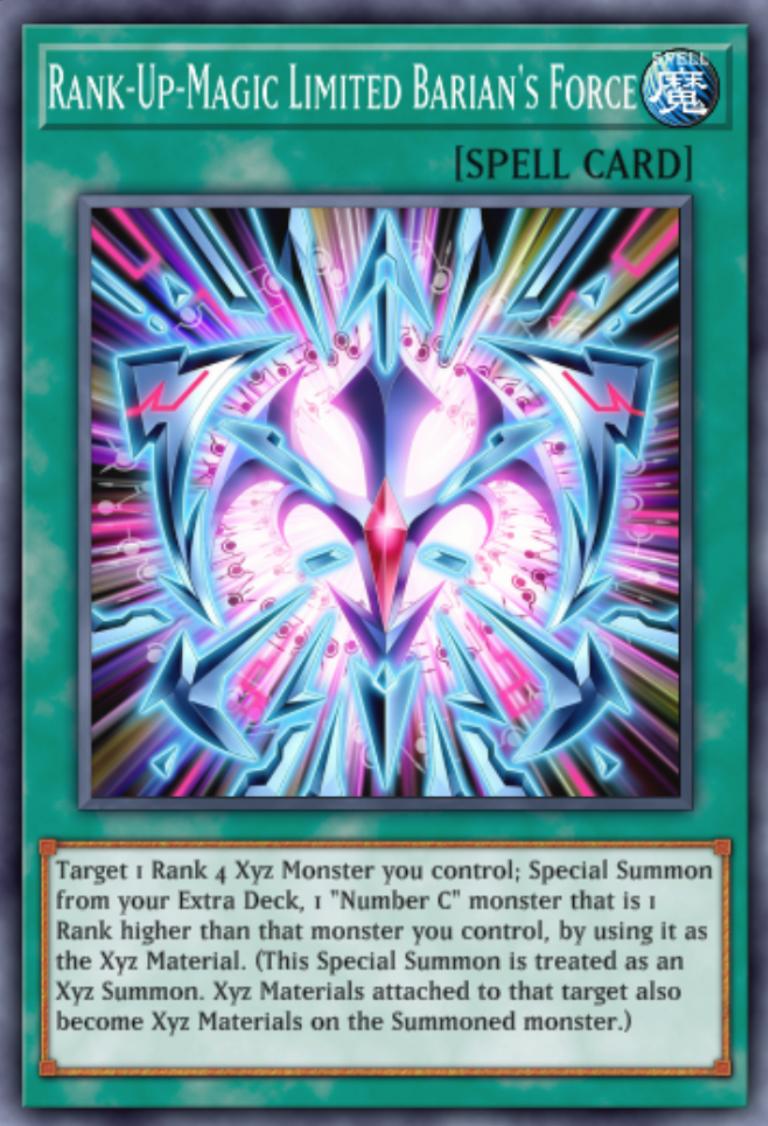 Rank-Up-Magic Limited Barian's Force
SPELL
魔
[SPELL CARD]
Target 1 Rank 4 Xyz Monster you control; Special Summon
from your Extra Deck, 1 "Number C" monster that is 1
Rank higher than that monster you control, by using it as
the Xyz Material. (This Special Summon is treated as an
Xyz Summon. Xyz Materials attached to that target also
become Xyz Materials on the Summoned monster.)